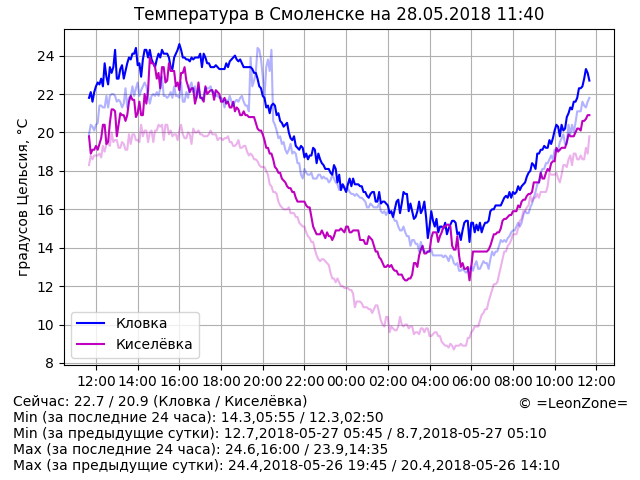 Температура в Смоленске на 28.05.2018 11:40
градусов Цельсия, °C
24
22
20
18
16
14
12
10
8
Кловка
Киселёвка
12:00 14:00 16:00 18:00 20:00 22:00 00:00 02:00 04:00 06:00 08:00 10:00 12:00
Сейчас: 22.7 / 20.9 (Кловка / Киселёвка)
© =LeonZone=
Min (за последние 24 часа): 14.3,05:55 / 12.3,02:50
Min (за предыдущие сутки): 12.7,2018-05-27 05:45 / 8.7,2018-05-27 05:10
Max (за последние 24 часа): 24.6,16:00 / 23.9,14:35
Max (за предыдущие сутки): 24.4,2018-05-26 19:45 / 20.4,2018-05-26 14:10